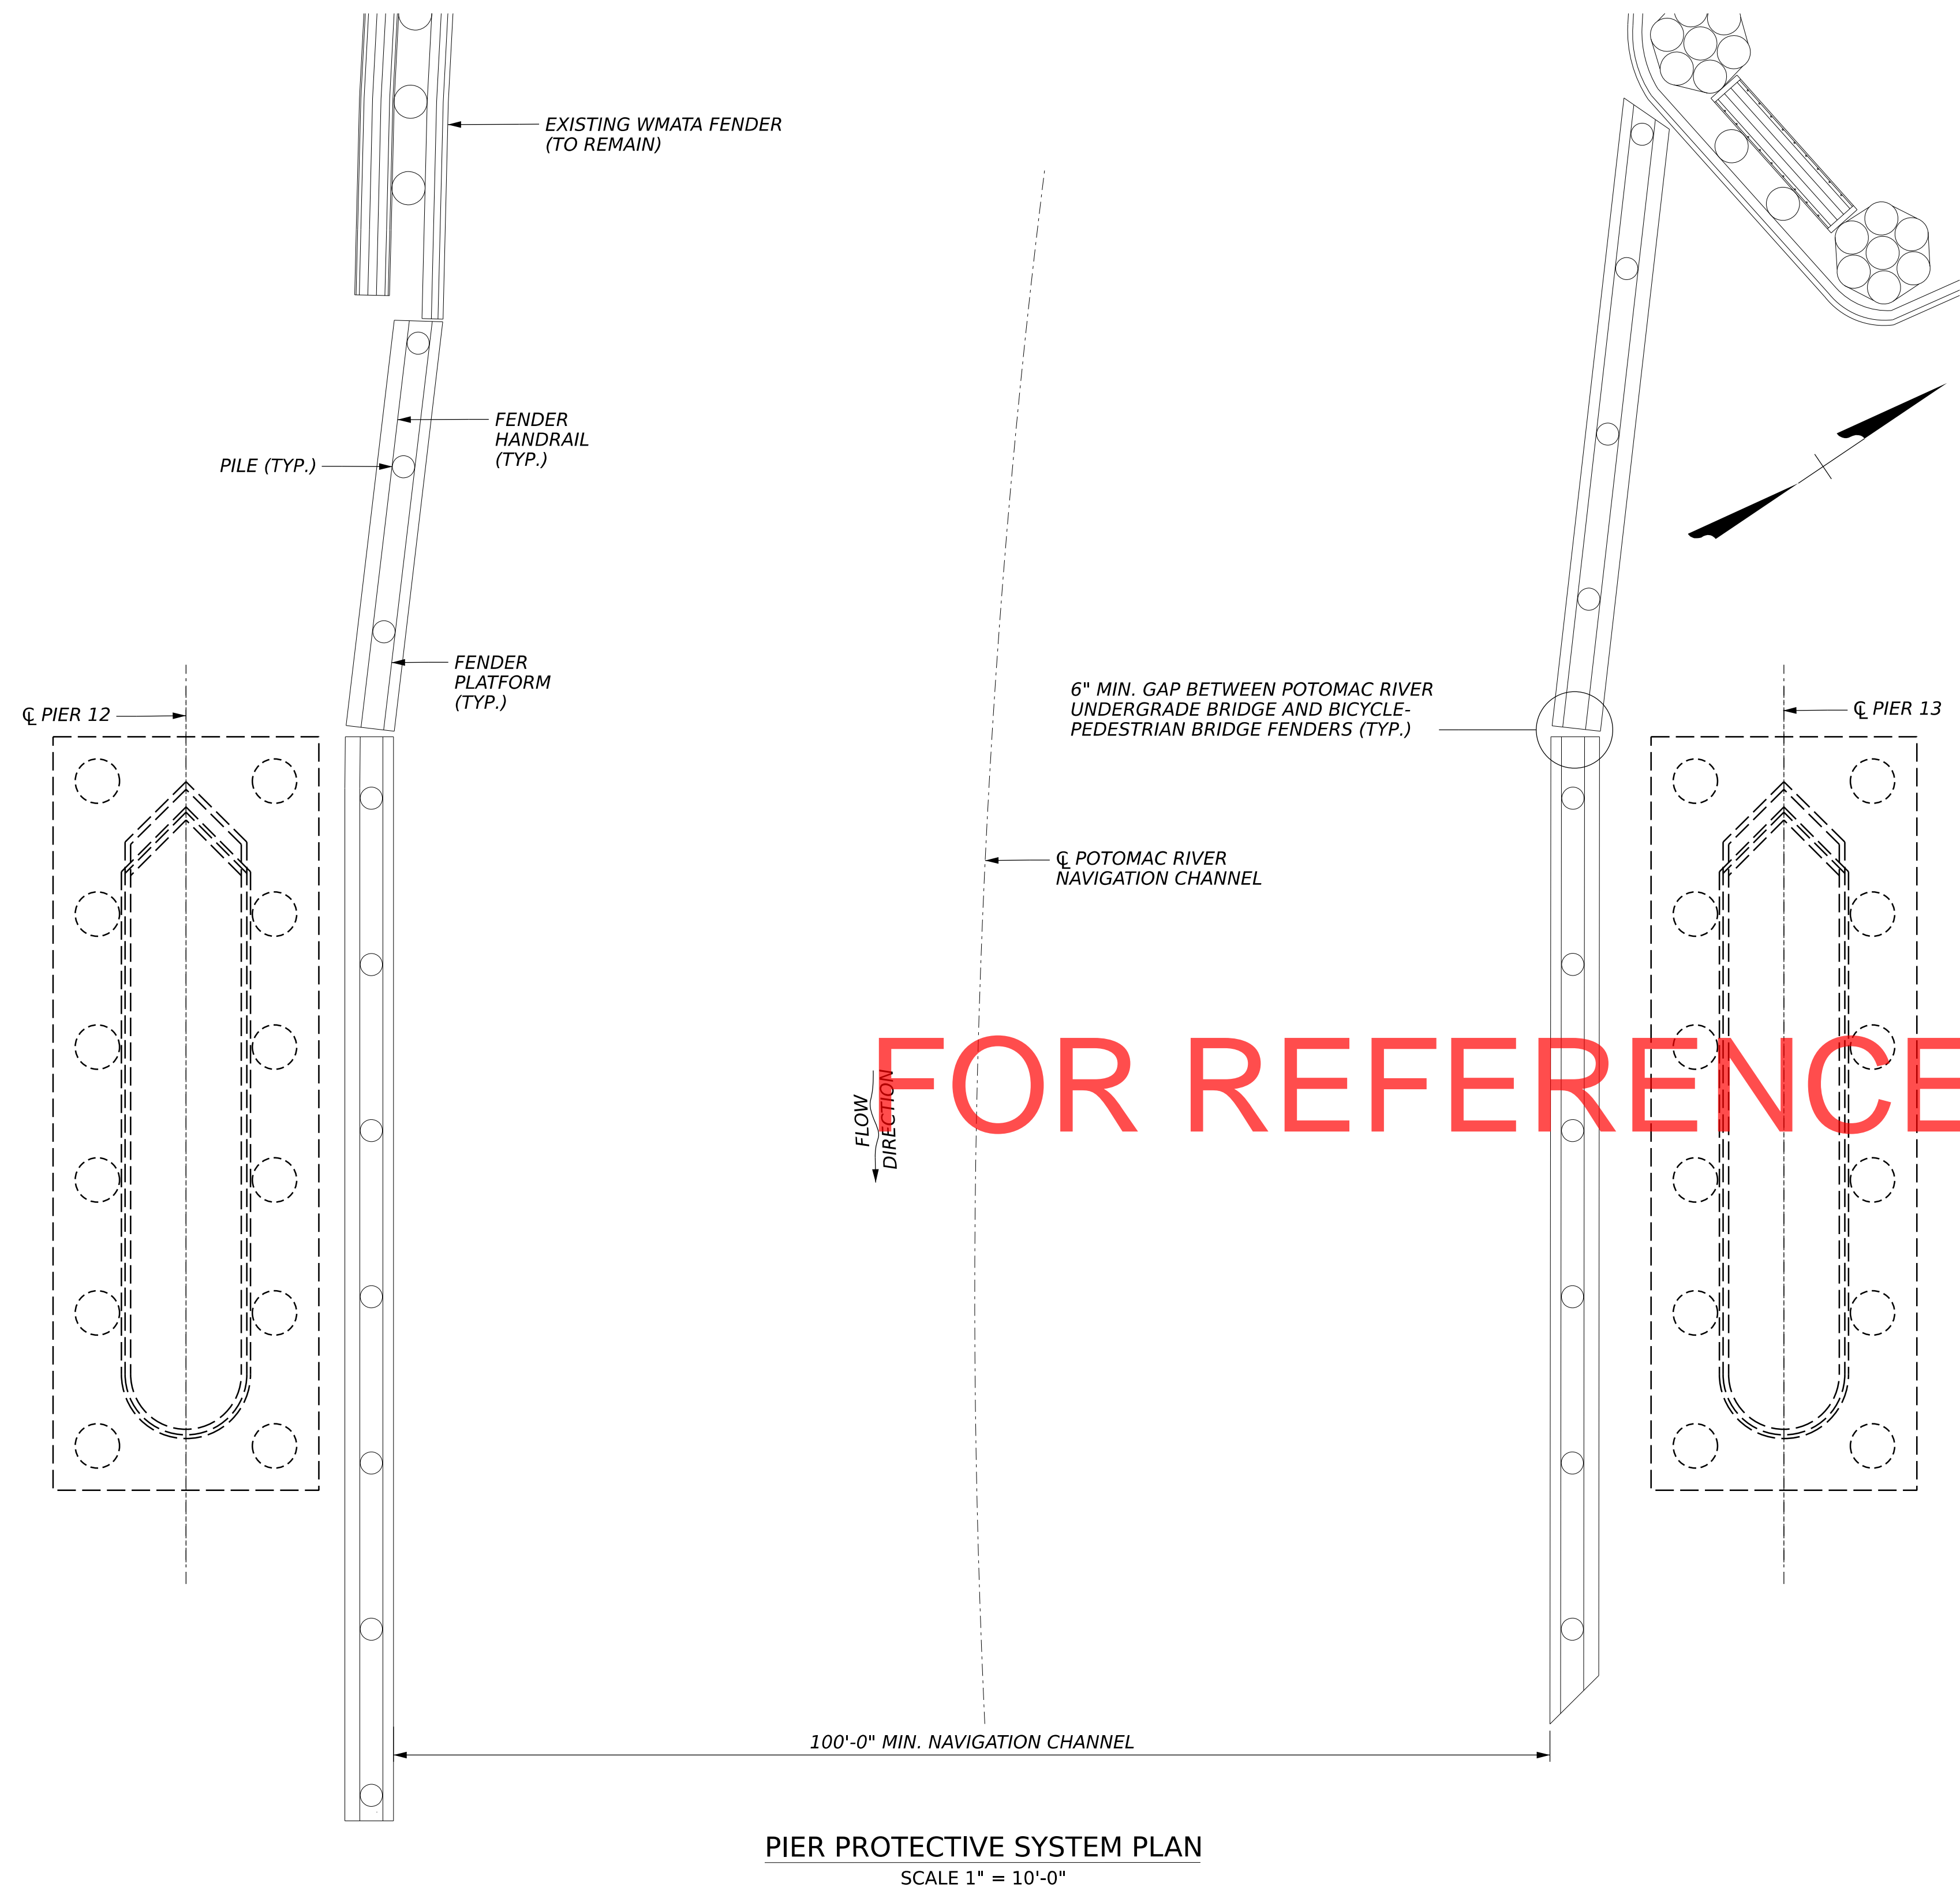 EXISTING WMATA FENDER
(TO REMAIN)
FENDER
HANDRAIL
(TYP.)
PILE (TYP.)
FENDER
PLATFORM
(TYP.)
℄ PIER 12
6" MIN. GAP BETWEEN POTOMAC RIVER
UNDERGRADE BRIDGE AND BICYCLE-
PEDESTRIAN BRIDGE FENDERS (TYP.)
℄ PIER 13
℄ POTOMAC RIVER
NAVIGATION CHANNEL
FLOW
DIRECTION
FOR REFERENCE
100'-0" MIN. NAVIGATION CHANNEL
PIER PROTECTIVE SYSTEM PLAN
SCALE 1" = 10'-0"